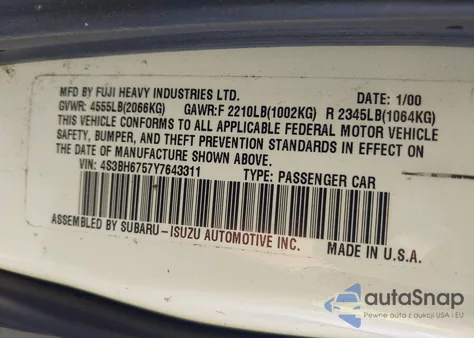 MFD BY FUJI HEAVY INDUSTRIES LTD. DATE: 1/00
GVWR: 4555LB(2066KG) GAWR:F 2210LB(1002KG) R 2345LB(1064KG)
THIS VEHICLE CONFORMS TO ALL APPLICABLE FEDERAL MOTOR VEHICLE
SAFETY, BUMPER, AND THEFT PREVENTION STANDARDS IN EFFECT ON
THE DATE OF MANUFACTURE SHOWN ABOVE.
VIN: 4S3BH6757Y7643311 TYPE: PASSENGER CAR
ASSEMBLED BY SUBARU-ISUZU AUTOMOTIVE INC. MADE IN U.S.A.
autoSnap
Pewne auta z aukcji USA i EU